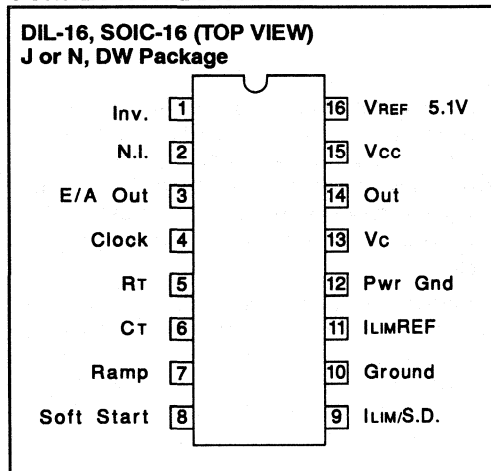 DIL-16, SOIC-16 (TOP VIEW)
J or N, DW Package
Inv. 1 16 VREF 5.1V
N.I. 2 15 Vcc
E/A Out 3 14 Out
Clock 4 13 Vc
RT 5 12 Pwr Gnd
CT 6 11 ILIMREF
Ramp 7 10 Ground
Soft Start 8 9 ILIM/S.D.